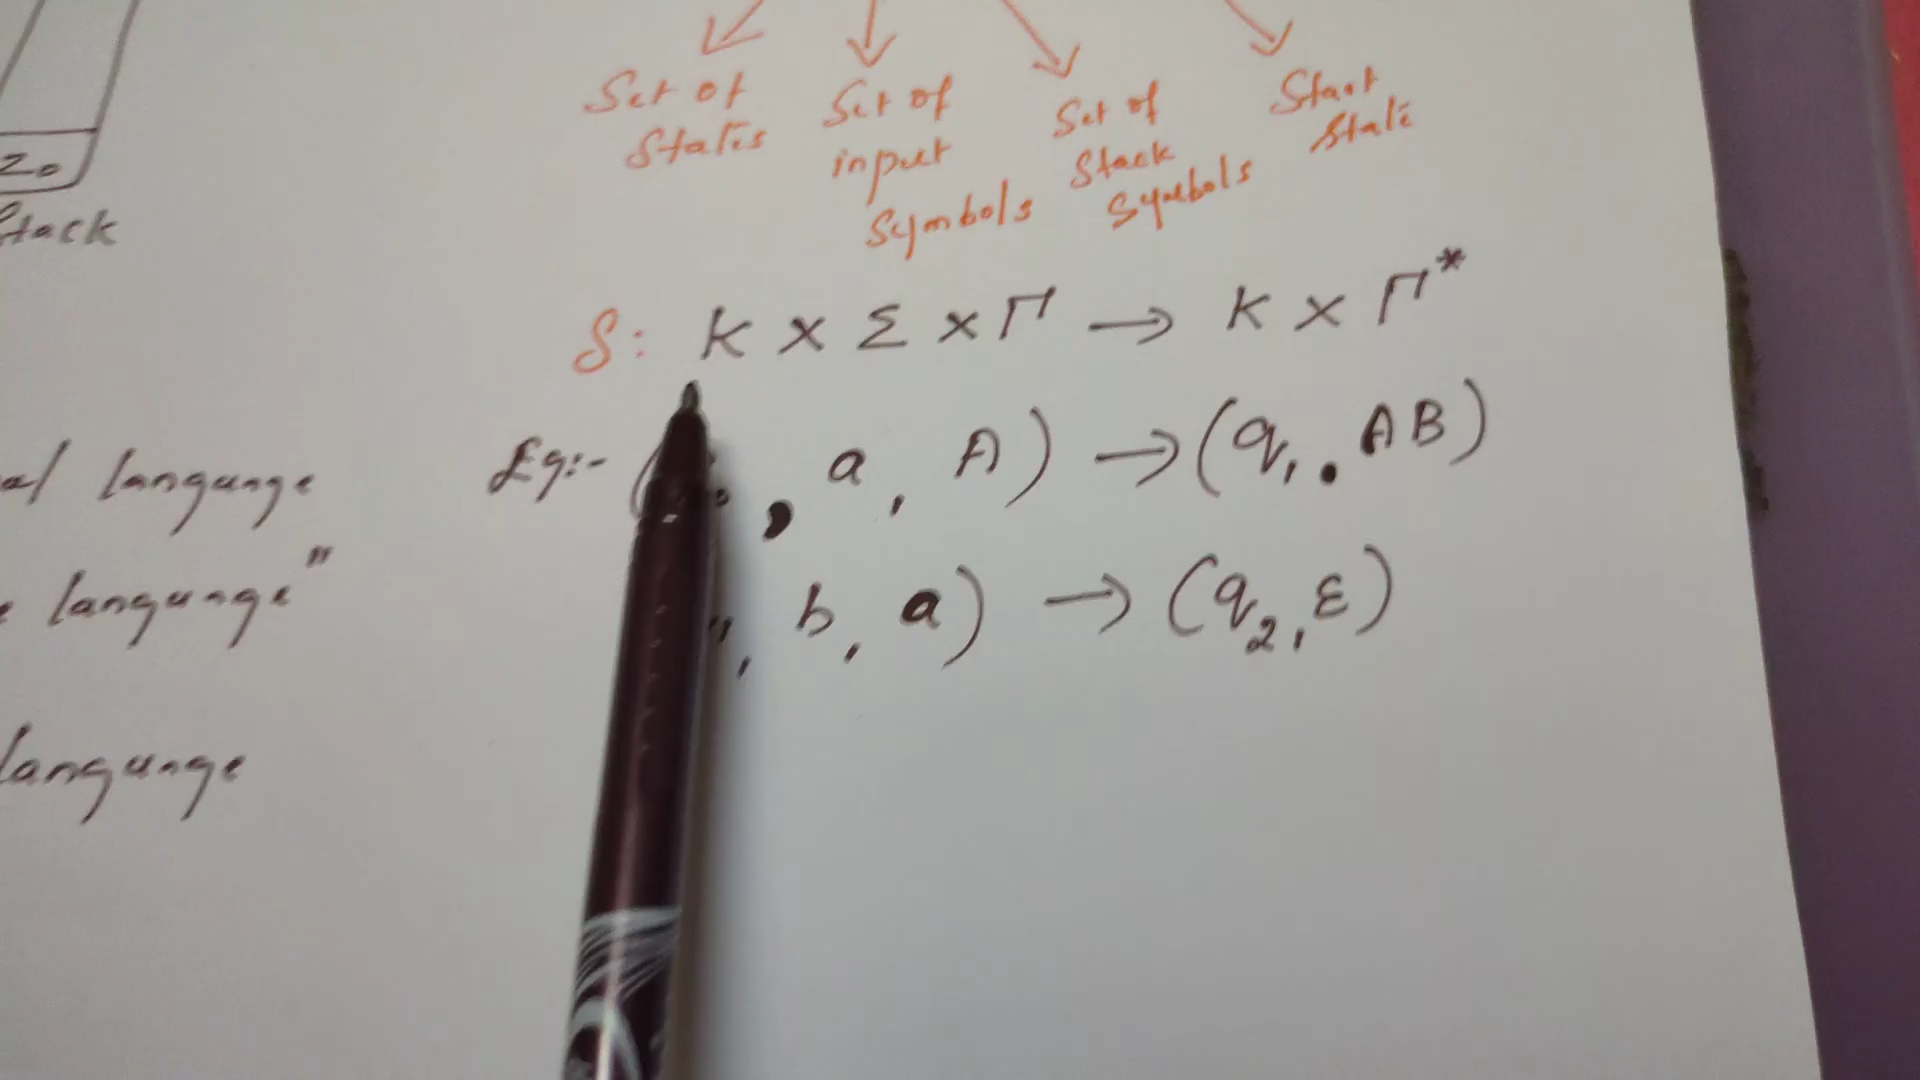 Set of States
Set of input Symbols
Set of Stack Symbols
Start State
Z0
Stack
δ: K × Σ × Γ → K × Γ*
Eg:- ( , a, A) → (q1, AB)
, b, a) → (q2, ε)
language
language"
language